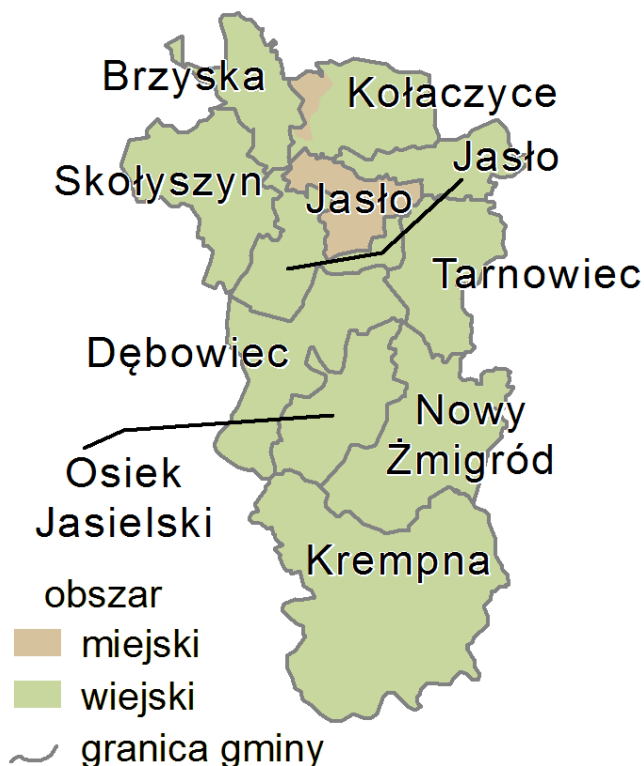 Brzyska
Kołaczyce
Jasło
Skołyszyn
Jasło
Tarnowiec
Dębowiec
Nowy
Żmigród
Osiek
Jasielski
Krempna
obszar
miejski
wiejski
granica gminy